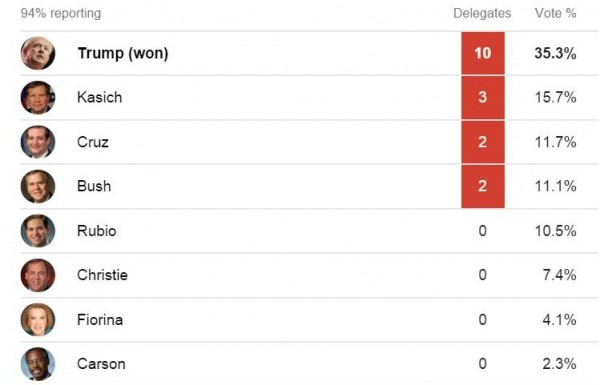 94% reporting Delegates Vote %
Trump (won) 10 35.3%
Kasich 3 15.7%
Cruz 2 11.7%
Bush 2 11.1%
Rubio 0 10.5%
Christie 0 7.4%
Fiorina 0 4.1%
Carson 0 2.3%